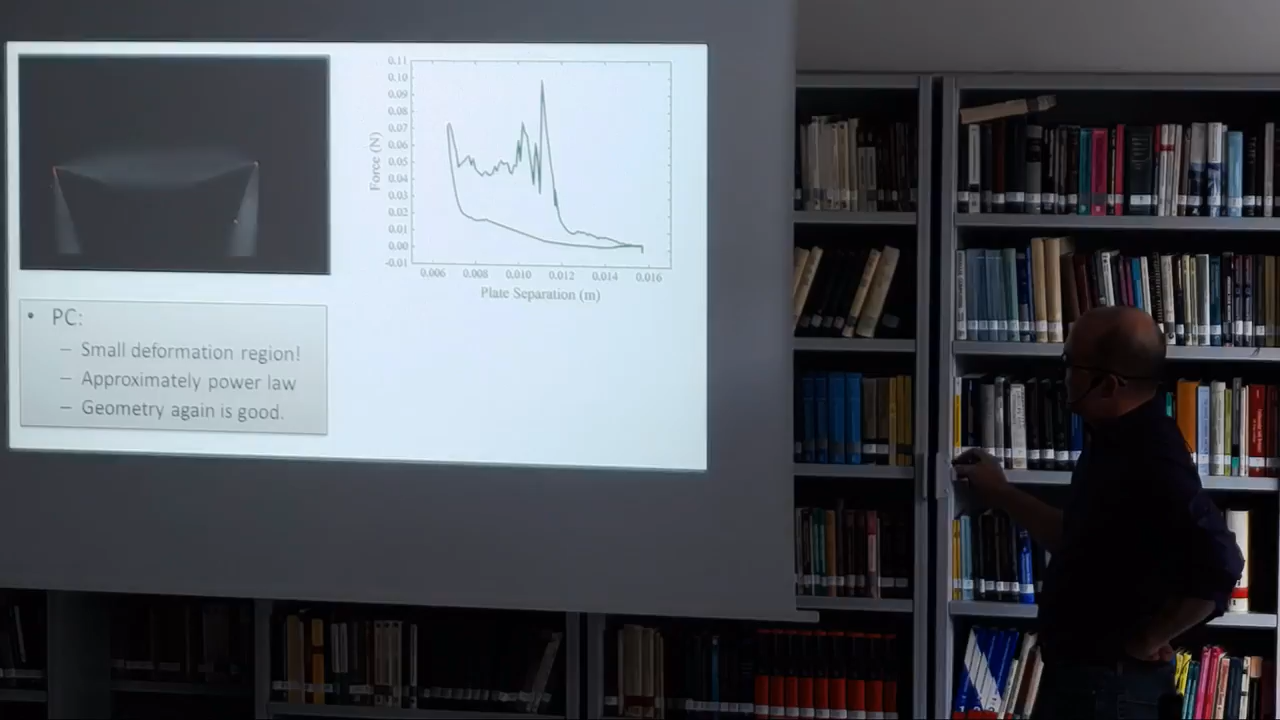 0.11
0.10
0.09
0.08
0.07
0.06
0.05
0.04
0.03
0.02
0.01
0.00
-0.01
Force (N)
0.006 0.008 0.010 0.012 0.014 0.016
Plate Separation (m)
• PC:
– Small deformation region!
– Approximately power law
– Geometry again is good.